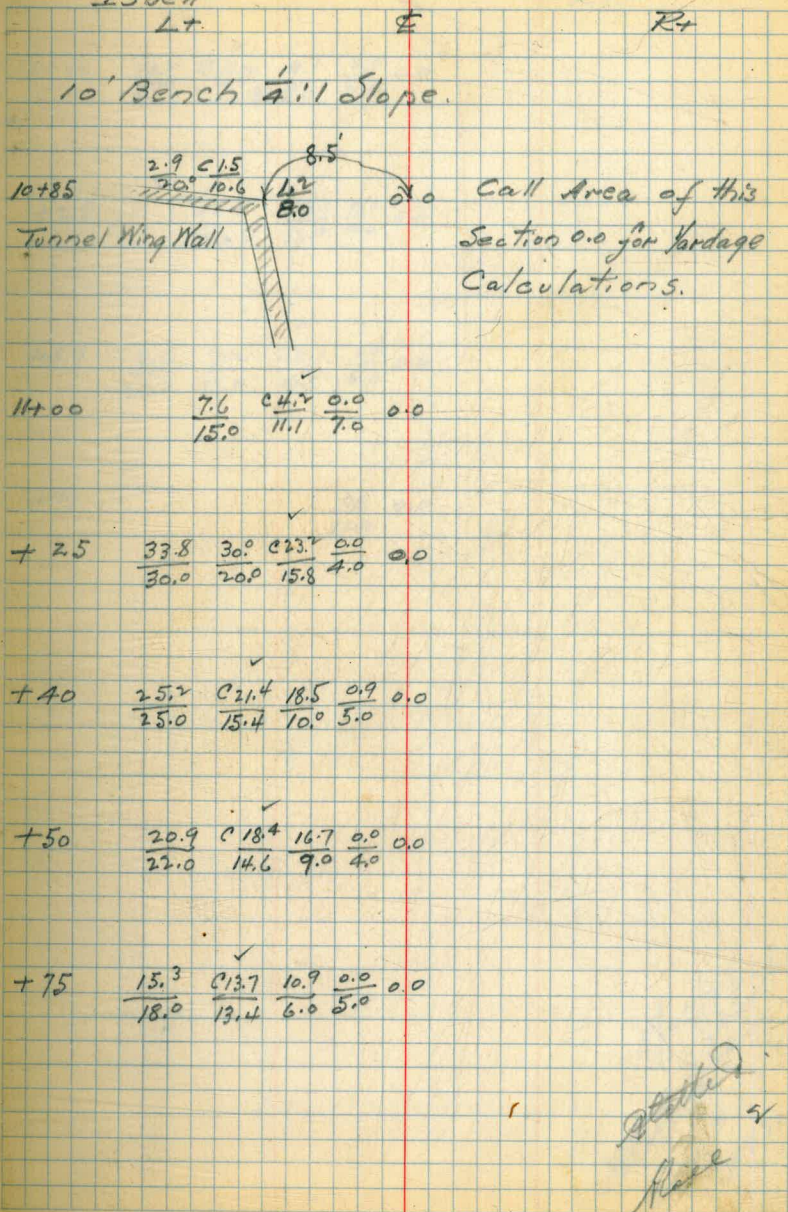 Lt ⅊ Rt
10' Bench 1/4:1 Slope.
8.5'
10+85 2.9/20.0 C1.5/10.6 1.2/8.0 0.0 Call Area of this
Tunnel Wing Wall Section 0.0 for Yardage
Calculations.
11+00 7.6/15.0 C4.2/11.1 0.0/7.0 0.0
+25 33.8/30.0 30.0/20.0 C23.2/15.8 0.0/4.0 0.0
+40 25.2/25.0 C21.4/15.4 18.5/10.0 0.9/5.0 0.0
+50 20.9/22.0 C18.4/14.6 16.7/9.0 0.0/4.0 0.0
+75 15.3/18.0 C13.7/13.4 10.9/6.0 0.0/5.0 0.0